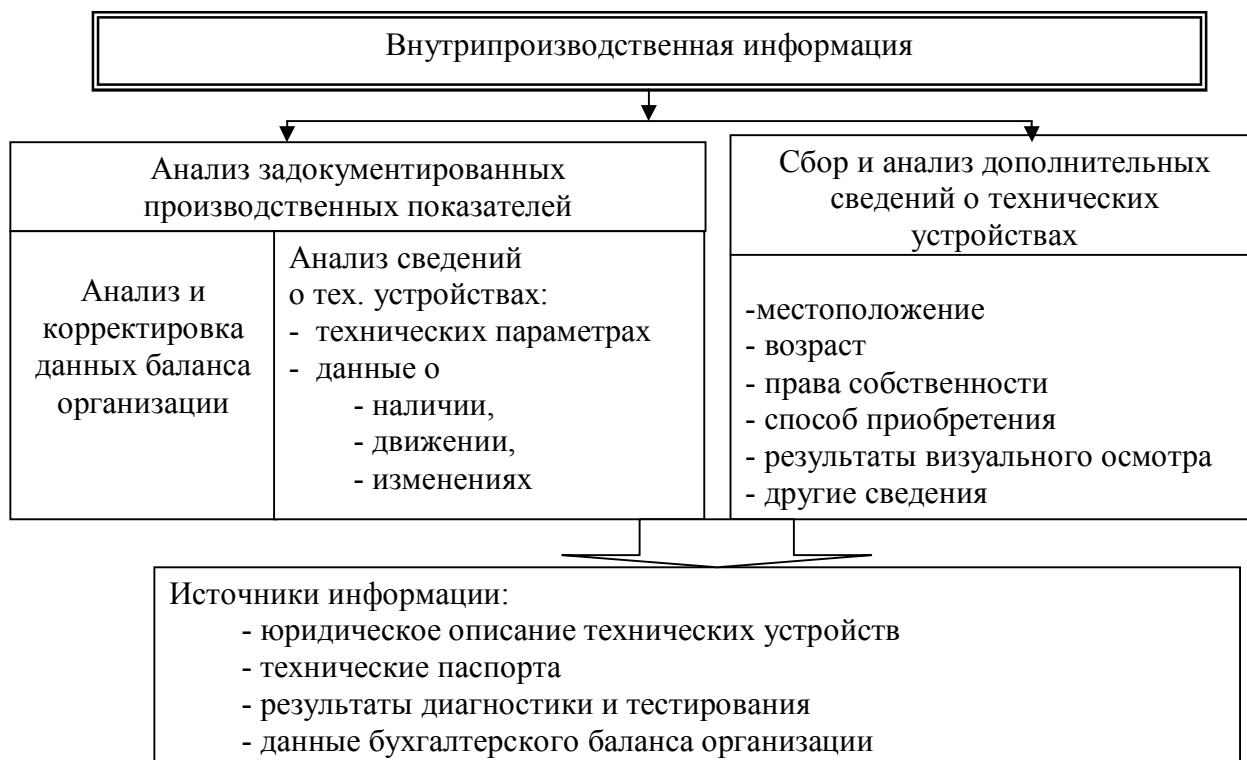 Внутрипроизводственная информация
Анализ задокументированных
производственных показателей
Сбор и анализ дополнительных
сведений о технических
устройствах
Анализ и
корректировка
данных баланса
организации
Анализ сведений
о тех. устройствах:
- технических параметрах
- данные о
- наличии,
- движении,
- изменениях
-местоположение
- возраст
- права собственности
- способ приобретения
- результаты визуального осмотра
- другие сведения
Источники информации:
- юридическое описание технических устройств
- технические паспорта
- результаты диагностики и тестирования
- данные бухгалтерского баланса организации